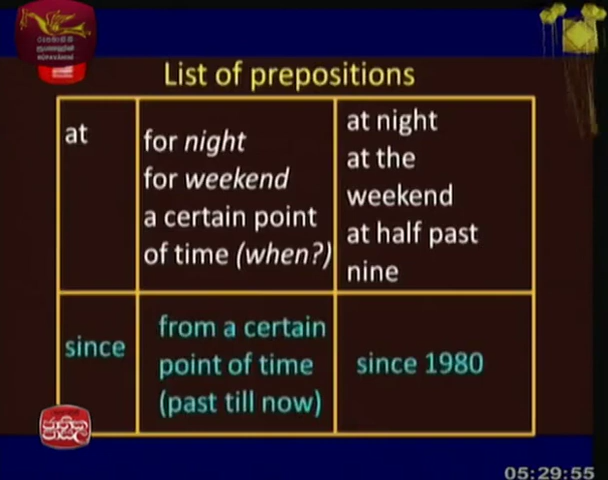 List of prepositions
at
for night
for weekend
a certain point
of time (when?)
at night
at the
weekend
at half past
nine
since
from a certain
point of time
(past till now)
since 1980
05:29:55